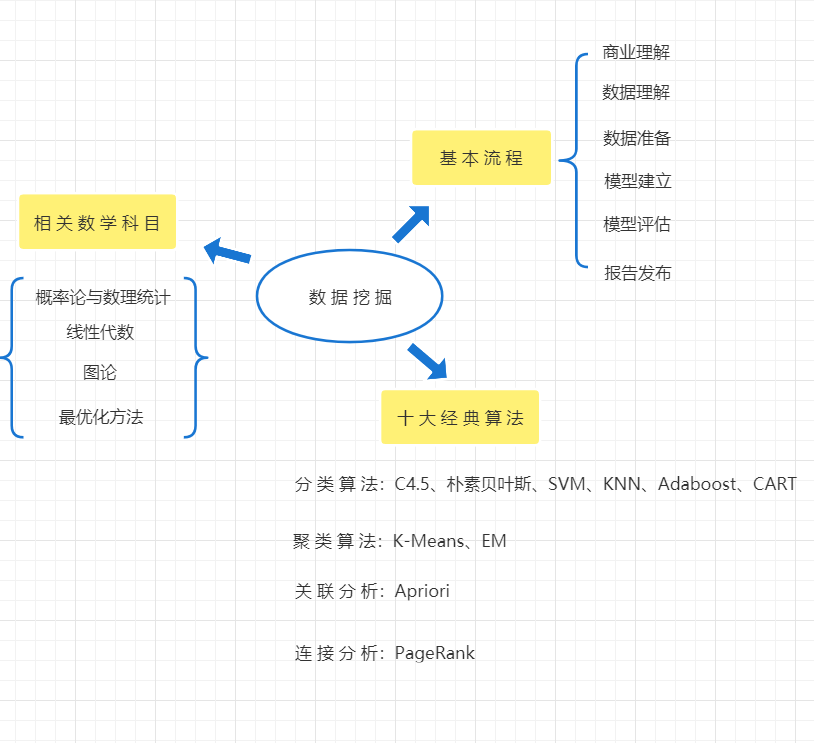 商业理解
数据理解
基本流程
数据准备
模型建立
模型评估
报告发布
相关数学科目
概率论与数理统计
线性代数
图论
最优化方法
数据挖掘
十大经典算法
分类算法：C4.5、朴素贝叶斯、SVM、KNN、Adaboost、CART
聚类算法：K-Means、EM
关联分析：Apriori
连接分析：PageRank